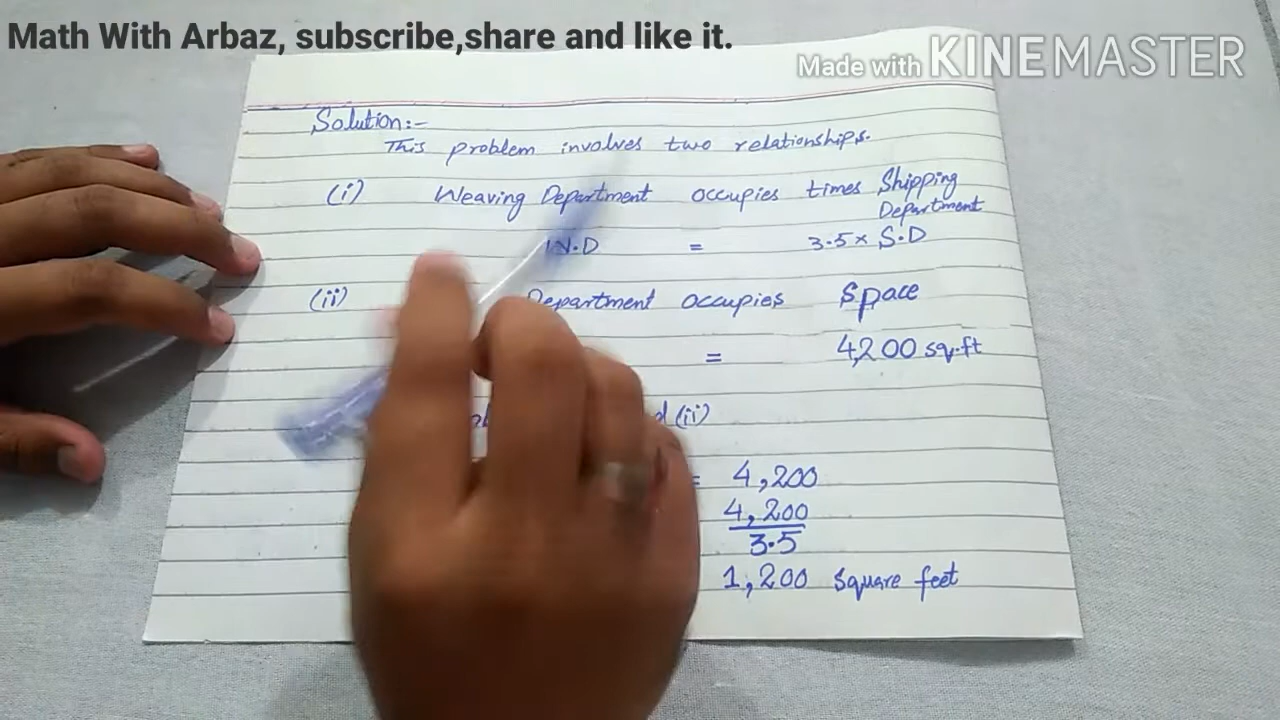 Math With Arbaz, subscribe,share and like it.
Made with KINEMASTER
Solution:-
This problem involves two relationships.
(i) Weaving Department occupies times Shipping
Department
W.D = 3.5 x S.D
(ii) Department occupies Space
= 4,200 sq.ft
(ii)
= 4,200
4,200
3.5
1,200 square feet